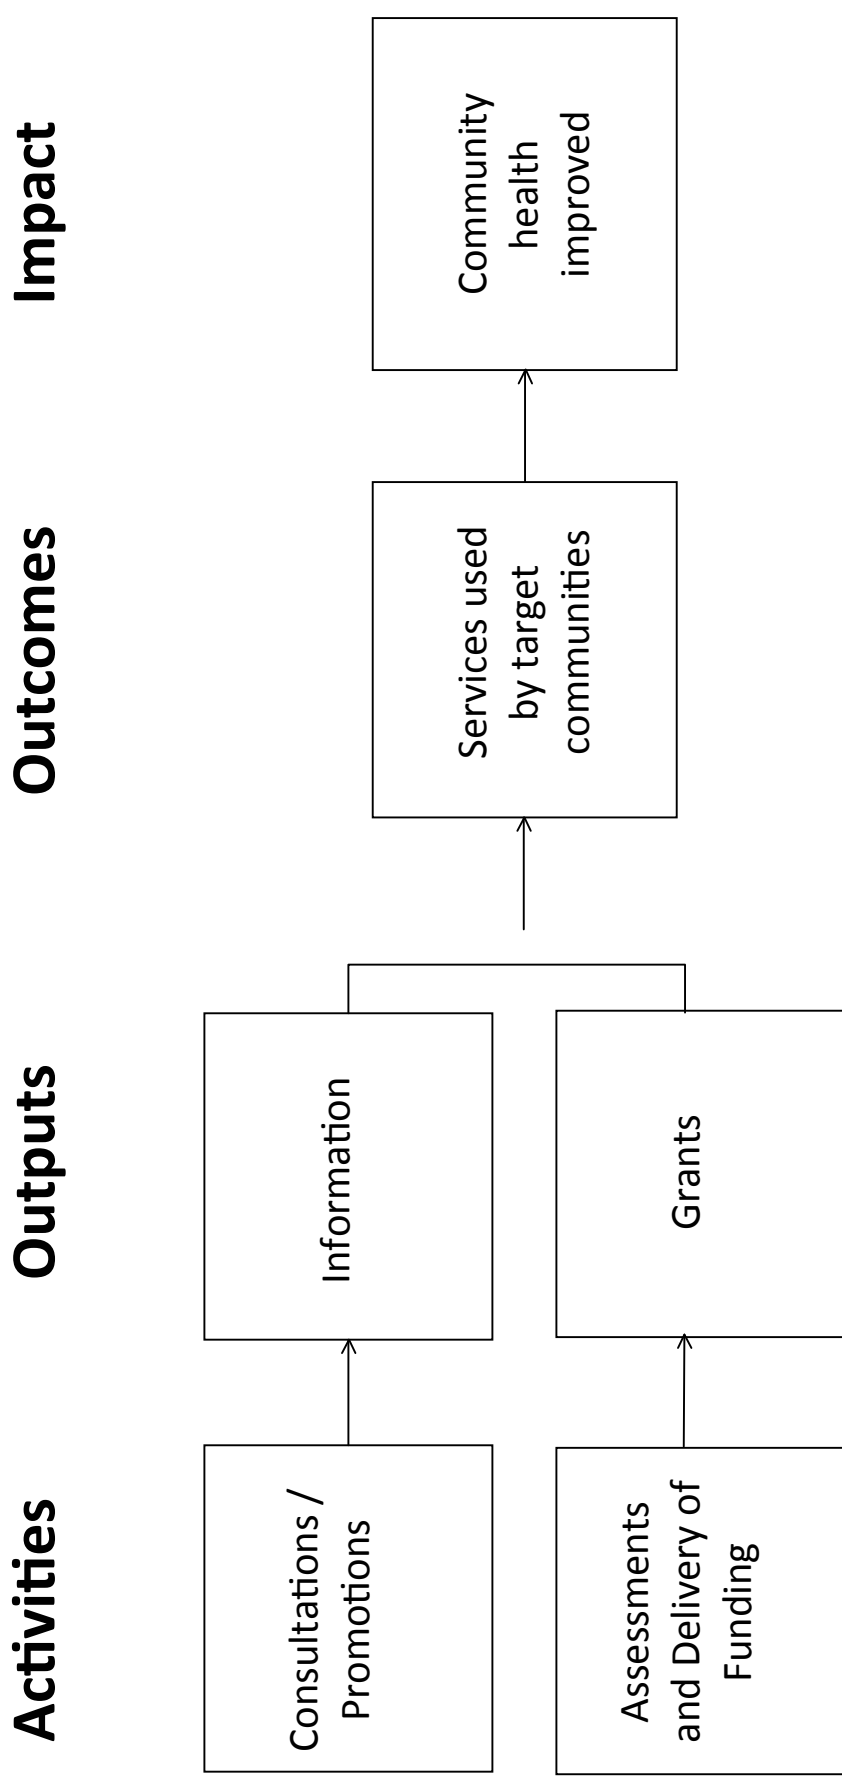 Activities
Outputs
Outcomes
Impact
Consultations /
Promotions
Information
Assessments
and Delivery of
Funding
Grants
Services used
by target
communities
Community
health
improved